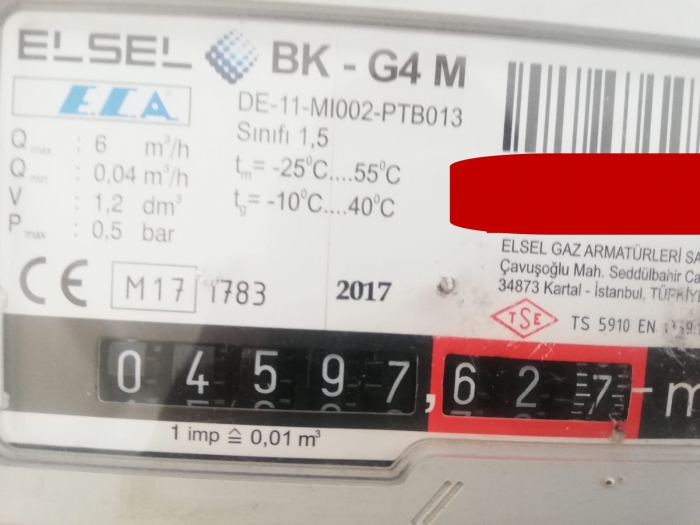 ELSEL BK - G4 M
ECA
DE-11-MI002-PTB013
Sınıfı 1,5
Qmax : 6 m³/h
Qmin : 0,04 m³/h
V : 1,2 dm³
Pmax : 0,5 bar
tm= -25°C....55°C
tg= -10°C....40°C
ELSEL GAZ ARMATÜRLERİ SA
Çavuşoğlu Mah. Seddülbahir Ca
34873 Kartal - İstanbul, TÜRKİY
CE M17 1783 2017
TSE TS 5910 EN
04597,627 m
1 imp ≙ 0,01 m³